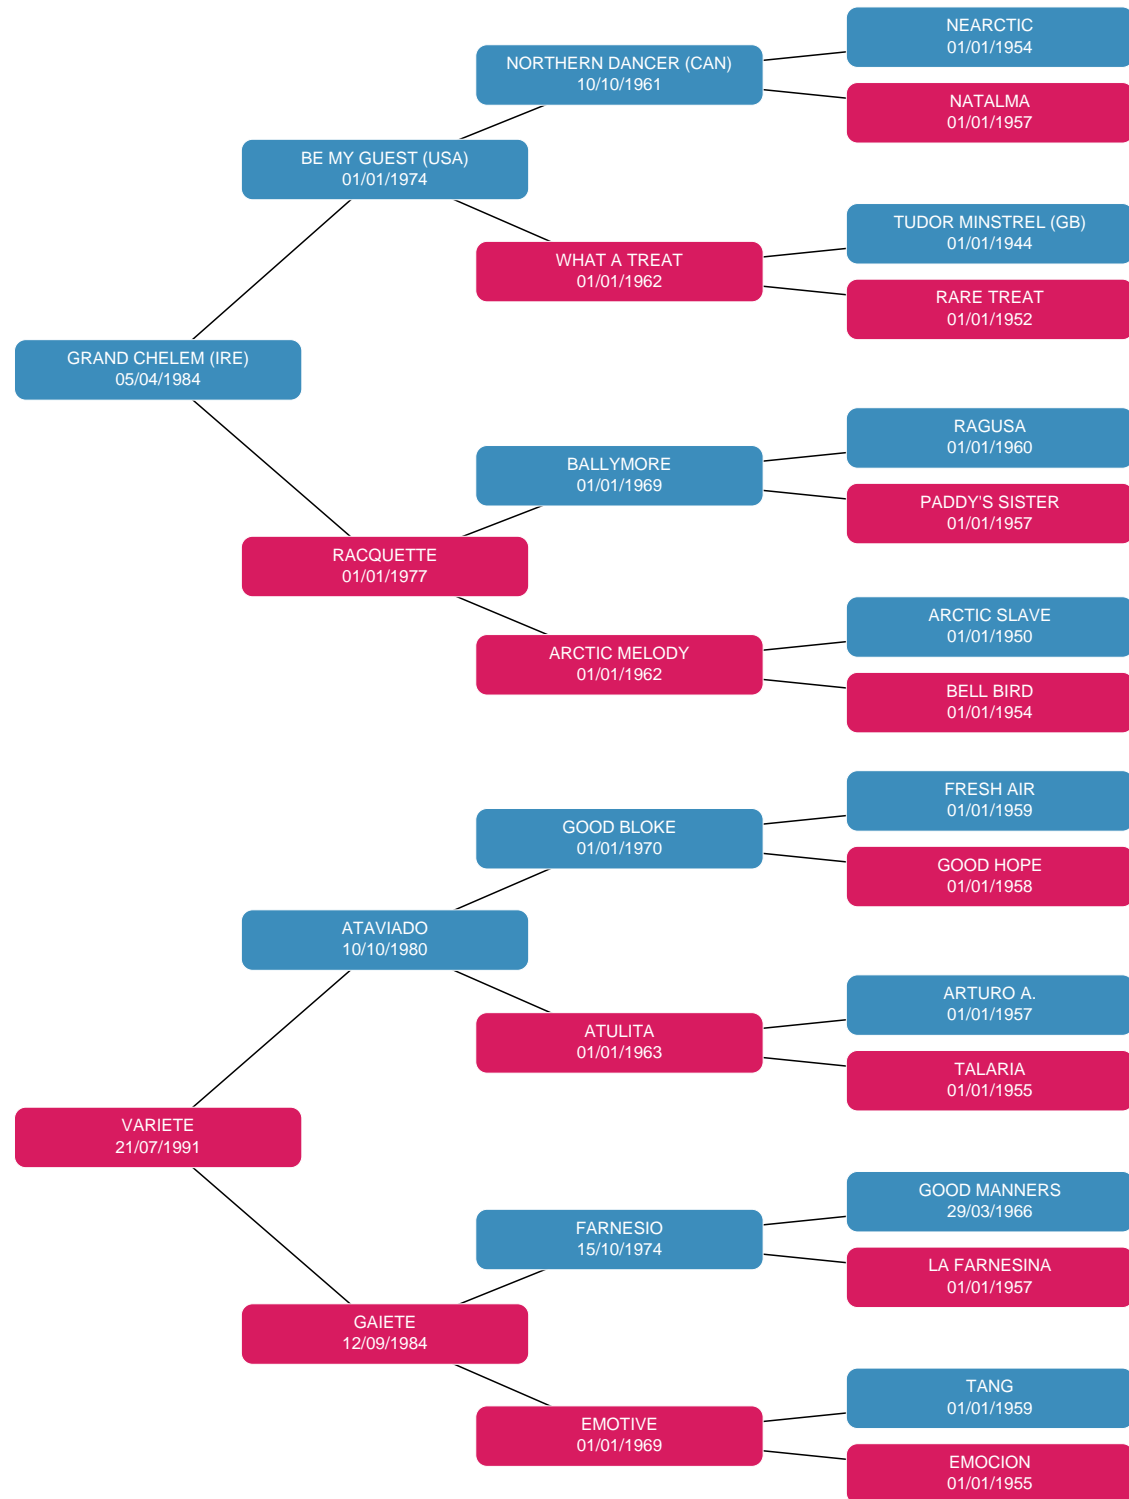 NEARCTIC
01/01/1954
NORTHERN DANCER (CAN)
10/10/1961
NATALMA
01/01/1957
BE MY GUEST (USA)
01/01/1974
TUDOR MINSTREL (GB)
01/01/1944
WHAT A TREAT
01/01/1962
RARE TREAT
01/01/1952
GRAND CHELEM (IRE)
05/04/1984
RAGUSA
01/01/1960
BALLYMORE
01/01/1969
PADDY'S SISTER
01/01/1957
RACQUETTE
01/01/1977
ARCTIC SLAVE
01/01/1950
ARCTIC MELODY
01/01/1962
BELL BIRD
01/01/1954
FRESH AIR
01/01/1959
GOOD BLOKE
01/01/1970
GOOD HOPE
01/01/1958
ATAVIADO
10/10/1980
ARTURO A.
01/01/1957
ATULITA
01/01/1963
TALARIA
01/01/1955
VARIETE
21/07/1991
GOOD MANNERS
29/03/1966
FARNESIO
15/10/1974
LA FARNESINA
01/01/1957
GAIETE
12/09/1984
TANG
01/01/1959
EMOTIVE
01/01/1969
EMOCION
01/01/1955